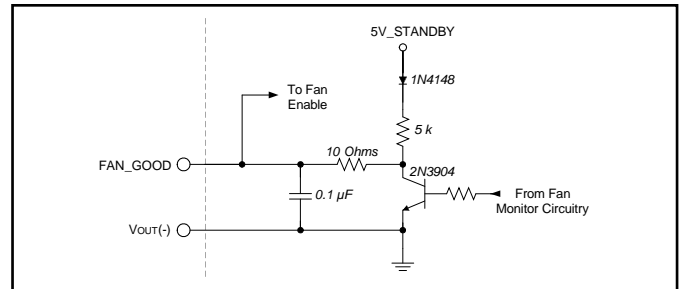 5V_STANDBY
1N4148
To Fan
Enable
5 k
10 Ohms
FAN_GOOD
2N3904
0.1 µF
From Fan
Monitor Circuitry
VOUT(-)